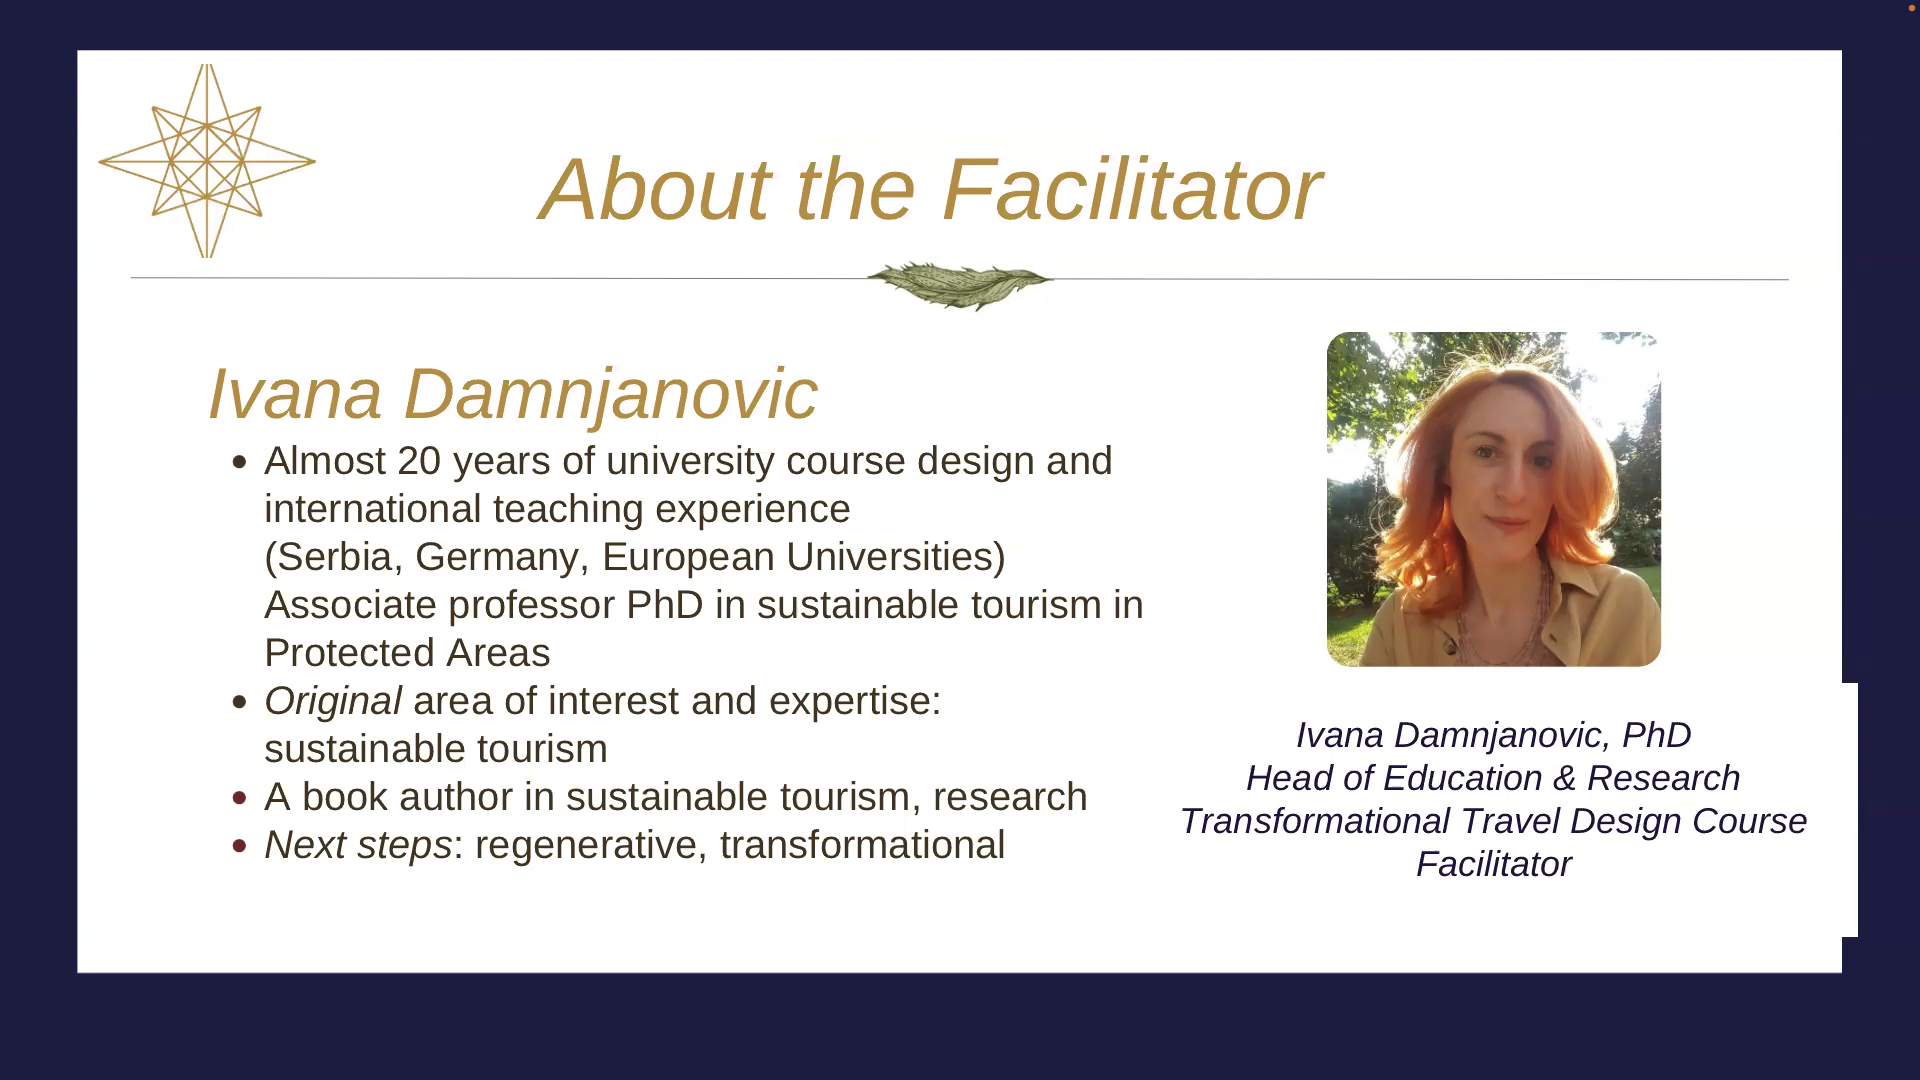 About the Facilitator
Ivana Damnjanovic
• Almost 20 years of university course design and
international teaching experience
(Serbia, Germany, European Universities)
Associate professor PhD in sustainable tourism in
Protected Areas
• Original area of interest and expertise:
sustainable tourism
• A book author in sustainable tourism, research
• Next steps: regenerative, transformational
Ivana Damnjanovic, PhD
Head of Education & Research
Transformational Travel Design Course
Facilitator